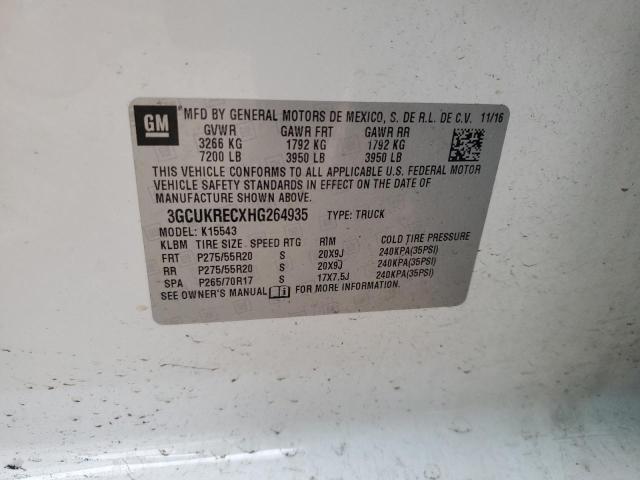 GM
MFD BY GENERAL MOTORS DE MEXICO, S. DE R.L. DE C.V. 11/16
GVWR GAWR FRT GAWR RR
3266 KG 1792 KG 1792 KG
7200 LB 3950 LB 3950 LB
THIS VEHICLE CONFORMS TO ALL APPLICABLE U.S. FEDERAL MOTOR
VEHICLE SAFETY STANDARDS IN EFFECT ON THE DATE OF
MANUFACTURE SHOWN ABOVE.
3GCUKRECXHG264935 TYPE: TRUCK
MODEL: K15543
KLBM TIRE SIZE SPEED RTG RIM COLD TIRE PRESSURE
FRT P275/55R20 S 20X9J 240KPA(35PSI)
RR P275/55R20 S 20X9J 240KPA(35PSI)
SPA P265/70R17 S 17X7.5J 240KPA(35PSI)
SEE OWNER'S MANUAL FOR MORE INFORMATION.